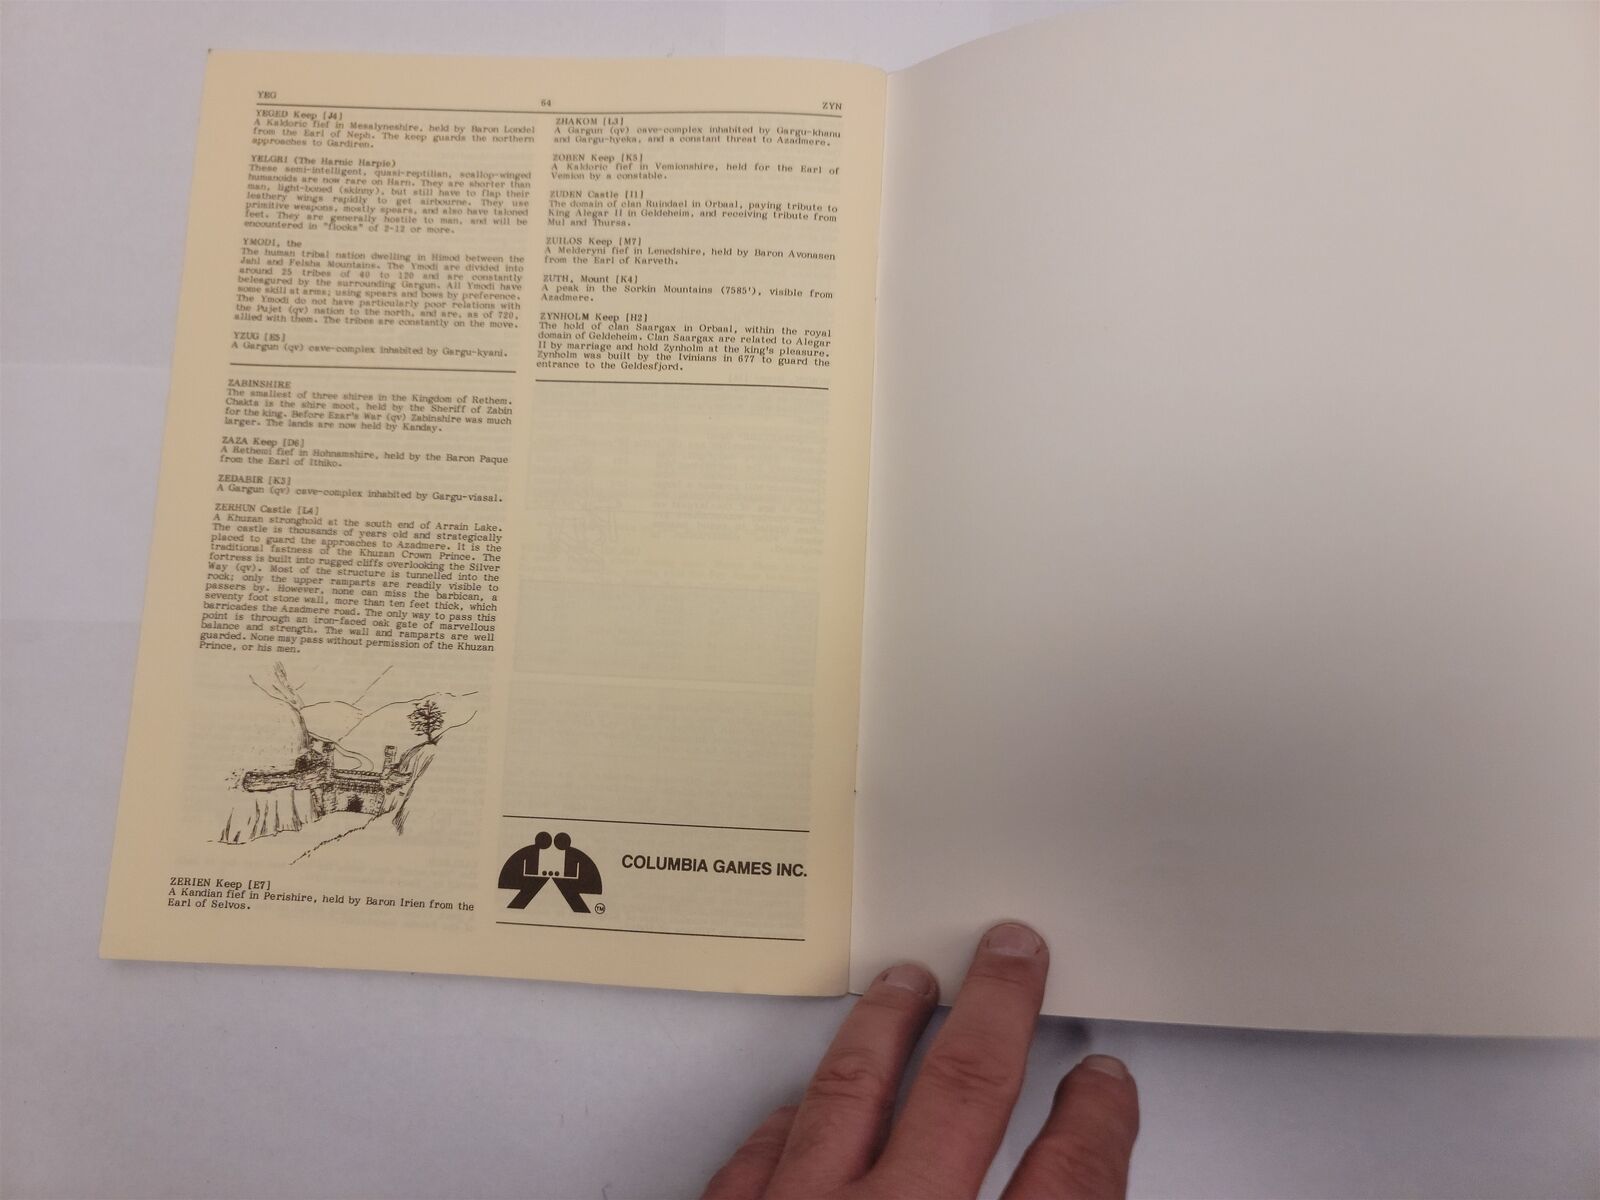 YEG
64
ZYN
YEGED Keep [J4]
A Kaldoric fief in Mesalyneshire, held by Baron Londel
from the Earl of Neph. The keep guards the northern
approaches to Gardiren.
YELGRI (The Harnic Harpie)
These semi-intelligent, quasi-reptilian, scallop-winged
humanoids are now rare on Harn. They are shorter than
man, light-boned (skinny), but still have to flap their
leathery wings rapidly to get airbourne. They use
primitive weapons, mostly spears, and also have taloned
feet. They are generally hostile to man, and will be
encountered in "flocks" of 2-12 or more.
YMODI, the
The human tribal nation dwelling in Himod between the
Jahl and Felsha Mountains. The Ymodi are divided into
around 25 tribes of 40 to 120 and are constantly
beleagured by the surrounding Gargun. All Ymodi have
some skill at arms; using spears and bows by preference.
The Ymodi do not have particularly poor relations with
the Pujet (qv) nation to the north, and are, as of 720,
allied with them. The tribes are constantly on the move.
YZUG [E5]
A Gargun (qv) cave-complex inhabited by Gargu-kyani.
ZABINSHIRE
The smallest of three shires in the Kingdom of Rethem.
Chakta is the shire moot, held by the Sheriff of Zabin
for the king. Before Ezar's War (qv) Zabinshire was much
larger. The lands are now held by Kanday.
ZAZA Keep [D6]
A Rethemi fief in Hohnamshire, held by the Baron Paque
from the Earl of Ithiko.
ZEDABIR [K3]
A Gargun (qv) cave-complex inhabited by Gargu-viasal.
ZERHUN Castle [L4]
A Khuzan stronghold at the south end of Arrain Lake.
The castle is thousands of years old and strategically
placed to guard the approaches to Azadmere. It is the
traditional fastness of the Khuzan Crown Prince. The
fortress is built into rugged cliffs overlooking the Silver
Way (qv). Most of the structure is tunnelled into the
rock; only the upper ramparts are readily visible to
passers by. However, none can miss the barbican, a
seventy foot stone wall, more than ten feet thick, which
barricades the Azadmere road. The only way to pass this
point is through an iron-faced oak gate of marvellous
balance and strength. The wall and ramparts are well
guarded. None may pass without permission of the Khuzan
Prince, or his men.
ZERIEN Keep [E7]
A Kandian fief in Perishire, held by Baron Irien from the
Earl of Selvos.
ZHAKOM [L3]
A Gargun (qv) cave-complex inhabited by Gargu-khanu
and Gargu-hyeka, and a constant threat to Azadmere.
ZOBEN Keep [K5]
A Kaldoric fief in Vemionshire, held for the Earl of
Vemion by a constable.
ZUDEN Castle [I1]
The domain of clan Ruindael in Orbaal, paying tribute to
King Alegar II in Geldeheim, and receiving tribute from
Mul and Thursa.
ZUILOS Keep [M7]
A Melderyni fief in Lenedshire, held by Baron Avonasen
from the Earl of Karveth.
ZUTH, Mount [K4]
A peak in the Sorkin Mountains (7585'), visible from
Azadmere.
ZYNHOLM Keep [H2]
The hold of clan Saargax in Orbaal, within the royal
domain of Geldeheim. Clan Saargax are related to Alegar
II by marriage and hold Zynholm at the king's pleasure.
Zynholm was built by the Ivinians in 677 to guard the
entrance to the Geldesfjord.
COLUMBIA GAMES INC.
TM